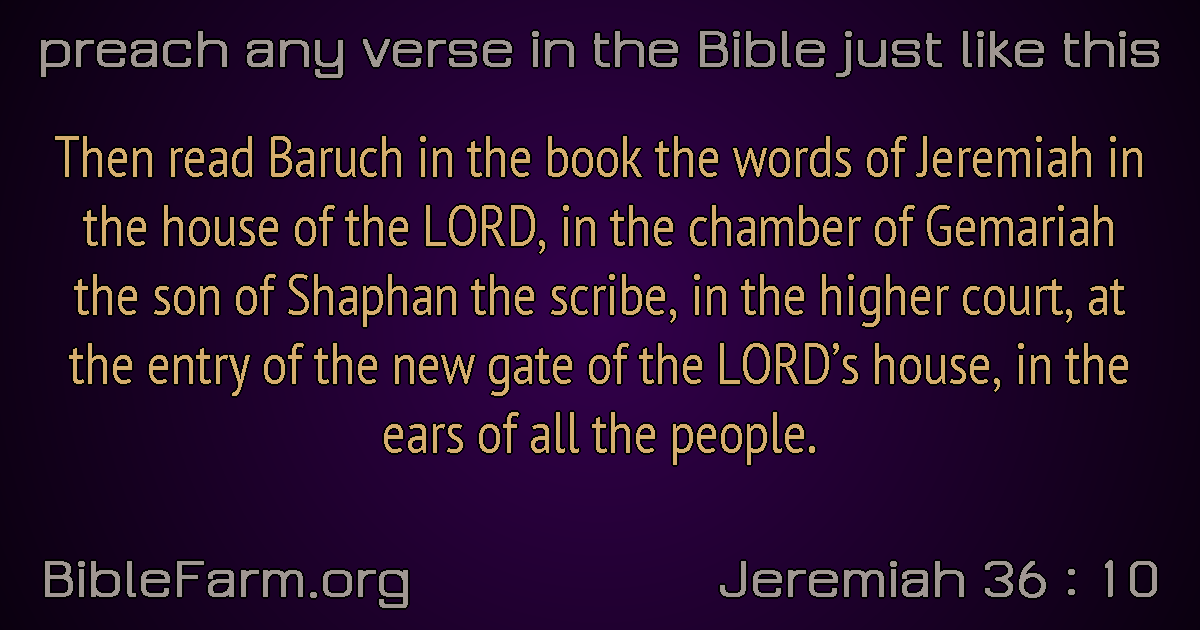 preach any verse in the Bible just like this
Then read Baruch in the book the words of Jeremiah in
the house of the LORD, in the chamber of Gemariah
the son of Shaphan the scribe, in the higher court, at
the entry of the new gate of the LORD’s house, in the
ears of all the people.
BibleFarm.org
Jeremiah 36 : 10